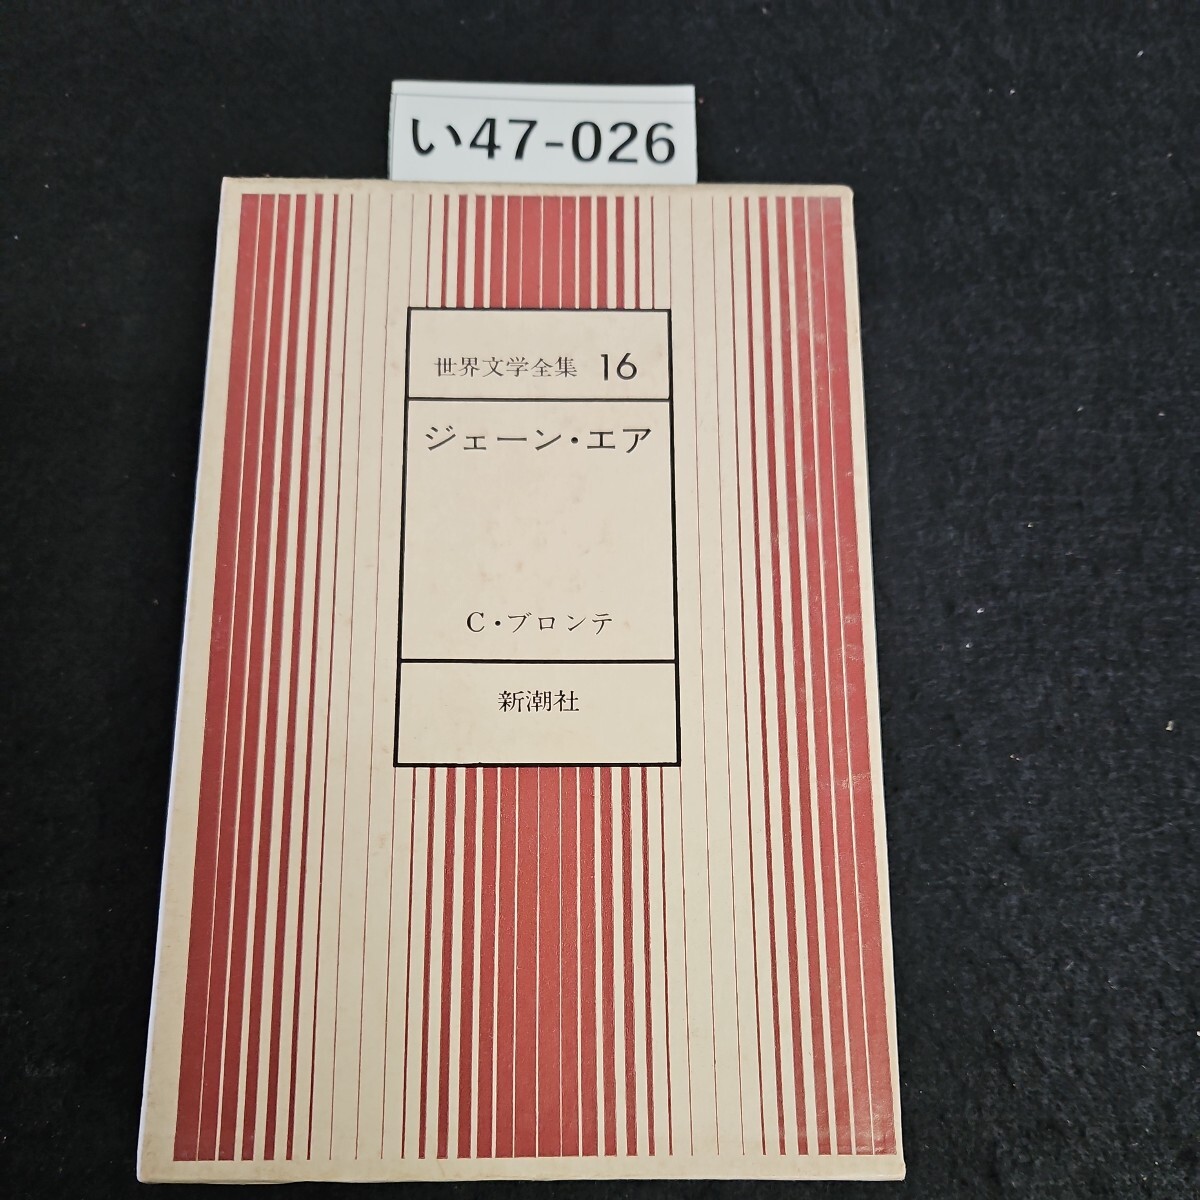 い47-026
世界文学全集 16
ジェーン・エア
C・ブロンテ
新潮社